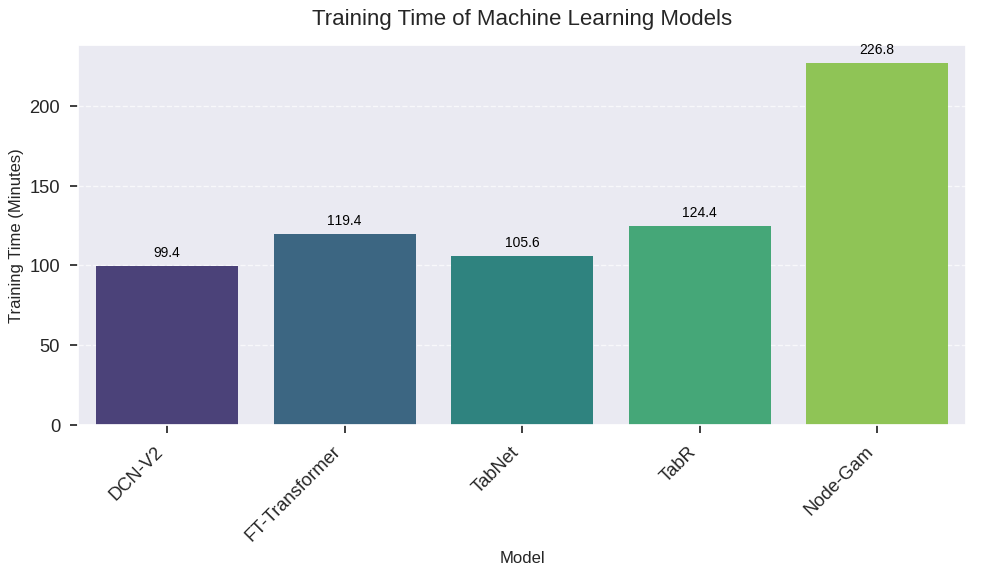 Training Time of Machine Learning Models
Training Time (Minutes)
200
150
100
50
0
99.4
119.4
105.6
124.4
226.8
DCN-V2
FT-Transformer
TabNet
TabR
Node-Gam
Model